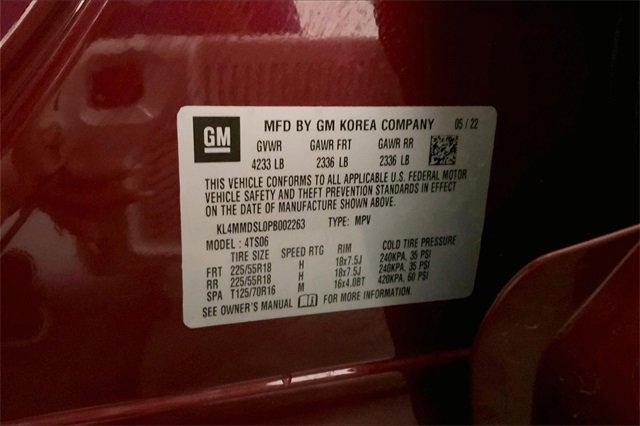 GM MFD BY GM KOREA COMPANY 05 / 22
GVWR GAWR FRT GAWR RR
4233 LB 2336 LB 2336 LB
THIS VEHICLE CONFORMS TO ALL APPLICABLE U.S. FEDERAL MOTOR
VEHICLE SAFETY AND THEFT PREVENTION STANDARDS IN EFFECT
ON THE DATE OF MANUFACTURE SHOWN ABOVE.
KL4MMDSL0PB002263 TYPE: MPV
MODEL : 4TS06
TIRE SIZE SPEED RTG RIM COLD TIRE PRESSURE
FRT 225/55R18 H 18x7.5J 240KPA, 35 PSI
RR 225/55R18 H 18x7.5J 240KPA, 35 PSI
SPA T125/70R16 M 16x4.0BT 420KPA, 60 PSI
SEE OWNER'S MANUAL FOR MORE INFORMATION.